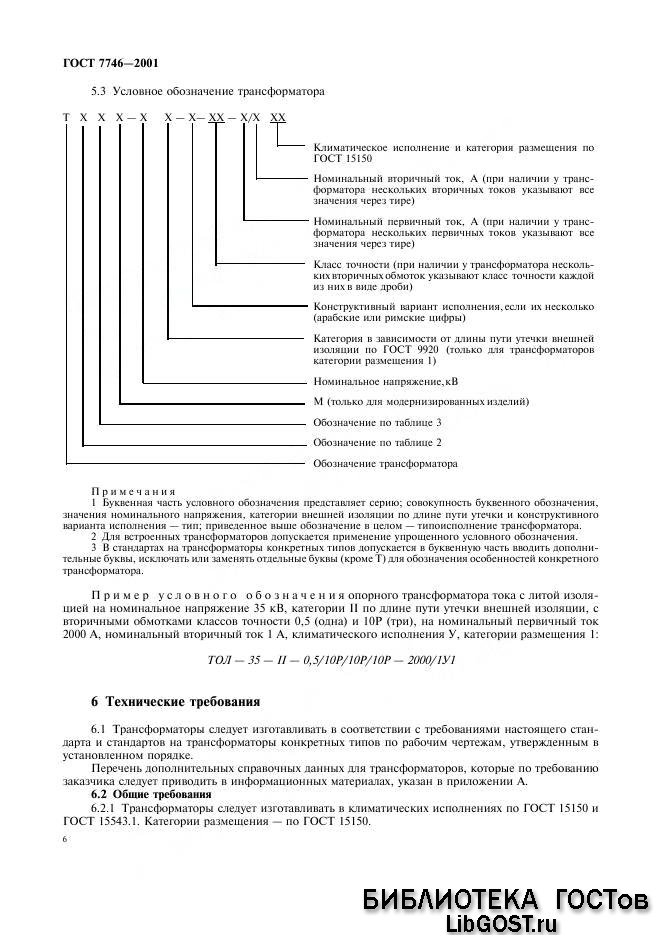 ГОСТ 7746—2001
5.3 Условное обозначение трансформатора
Т Х Х Х — Х Х — Х— ХХ — Х/Х ХХ
Климатическое исполнение и категория размещения по
ГОСТ 15150
Номинальный вторичный ток, А (при наличии у транс-
форматора нескольких вторичных токов указывают все
значения через тире)
Номинальный первичный ток, А (при наличии у транс-
форматора нескольких первичных токов указывают все
значения через тире)
Класс точности (при наличии у трансформатора несколь-
ких вторичных обмоток указывают класс точности каждой
из них в виде дроби)
Конструктивный вариант исполнения, если их несколько
(арабские или римские цифры)
Категория в зависимости от длины пути утечки внешней
изоляции по ГОСТ 9920 (только для трансформаторов
категории размещения 1)
Номинальное напряжение, кВ
М (только для модернизированных изделий)
Обозначение по таблице 3
Обозначение по таблице 2
Обозначение трансформатора
Примечания
1 Буквенная часть условного обозначения представляет серию; совокупность буквенного обозначения,
значения номинального напряжения, категории внешней изоляции по длине пути утечки и конструктивного
варианта исполнения — тип; приведенное выше обозначение в целом — типоисполнение трансформатора.
2 Для встроенных трансформаторов допускается применение упрощенного условного обозначения.
3 В стандартах на трансформаторы конкретных типов допускается в буквенную часть вводить дополни-
тельные буквы, исключать или заменять отдельные буквы (кроме Т) для обозначения особенностей конкретного
трансформатора.
Пример условного обозначения опорного трансформатора тока с литой изоля-
цией на номинальное напряжение 35 кВ, категории II по длине пути утечки внешней изоляции, с
вторичными обмотками классов точности 0,5 (одна) и 10Р (три), на номинальный первичный ток
2000 А, номинальный вторичный ток 1 А, климатического исполнения У, категории размещения 1:
ТОЛ — 35 — II — 0,5/10Р/10Р/10Р — 2000/1У1
6 Технические требования
6.1 Трансформаторы следует изготавливать в соответствии с требованиями настоящего стан-
дарта и стандартов на трансформаторы конкретных типов по рабочим чертежам, утвержденным в
установленном порядке.
Перечень дополнительных справочных данных для трансформаторов, которые по требованию
заказчика следует приводить в информационных материалах, указан в приложении А.
6.2 Общие требования
6.2.1 Трансформаторы следует изготавливать в климатических исполнениях по ГОСТ 15150 и
ГОСТ 15543.1. Категории размещения — по ГОСТ 15150.
6
БИБЛИОТЕКА ГОСТов
LibGOST.ru